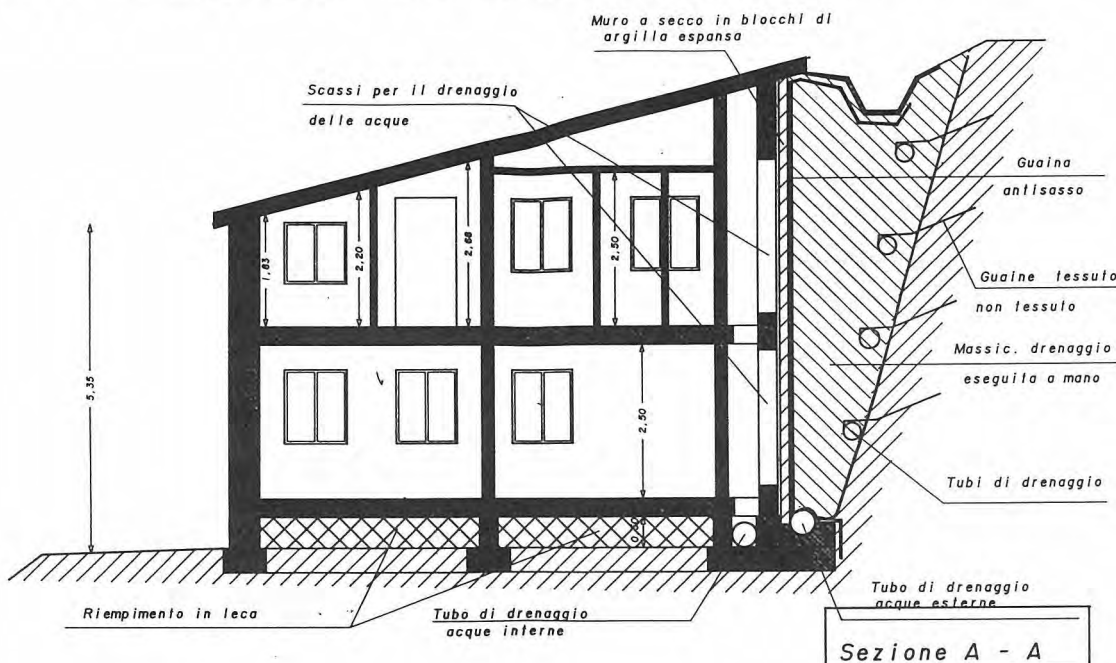 Muro a secco in blocchi di
argilla espansa
Scassi per il drenaggio
delle acque
Guaina
antisasso
Guaine tessuto
non tessuto
Massic. drenaggio
eseguita a mano
Tubi di drenaggio
5,35
1,83
2,20
2,68
2,50
2,50
Riempimento in leca
Tubo di drenaggio
acque interne
Tubo di drenaggio
acque esterne
Sezione A - A